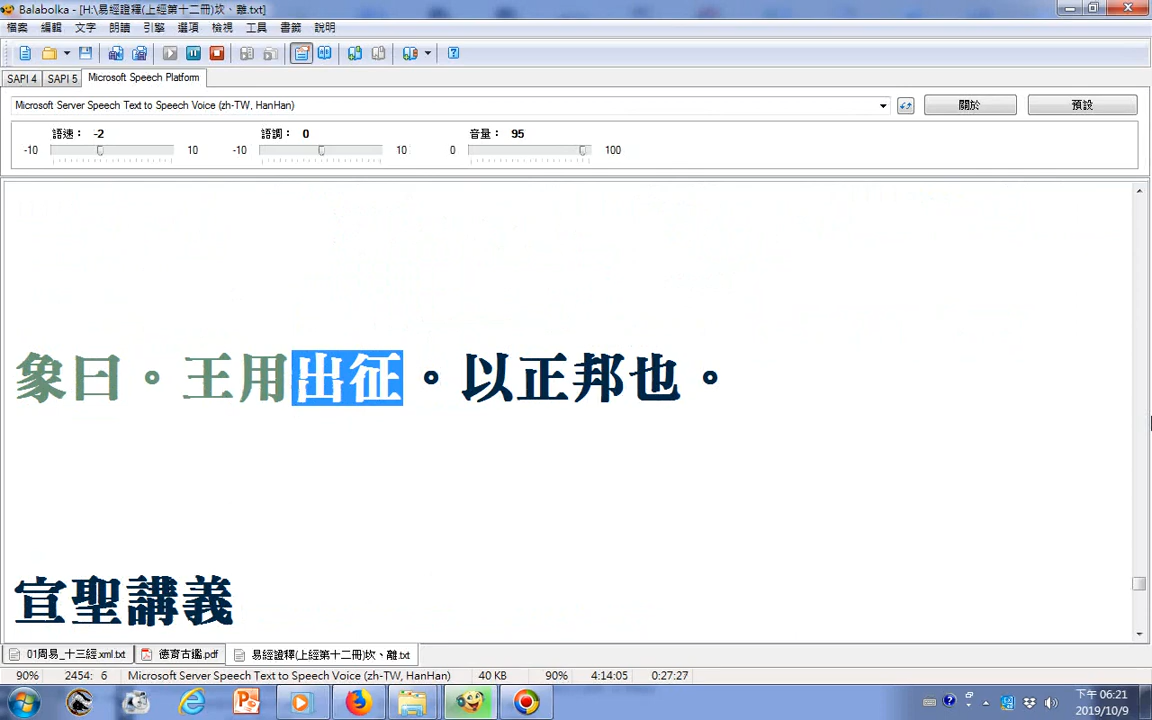 Balabolka - [H:\易經證釋(上經第十二冊)坎、離.txt]
檔案 編輯 文字 朗讀 引擎 選項 檢視 工具 書籤 說明
SAPI 4 SAPI 5 Microsoft Speech Platform
Microsoft Server Speech Text to Speech Voice (zh-TW, HanHan) 關於 預設
語速： -2 語調： 0 音量： 95
-10 10 -10 10 0 100
象曰。王用出征。以正邦也。
宣聖講義
01周易_十三經.xml.txt 德育古鑑.pdf 易經證釋(上經第十二冊)坎、離.txt
90% 2454: 6 Microsoft Server Speech Text to Speech Voice (zh-TW, HanHan) 40 KB 90% 4:14:05 0:27:27
下午 06:21
2019/10/9